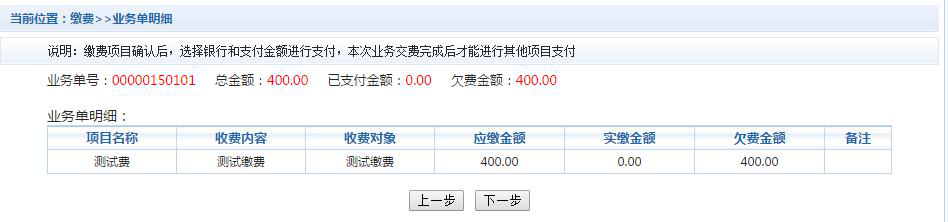 当前位置：缴费>>业务单明细
说明：缴费项目确认后，选择银行和支付金额进行支付，本次业务交费完成后才能进行其他项目支付
业务单号：00000150101 总金额：400.00 已支付金额：0.00 欠费金额：400.00
业务单明细：
项目名称 收费内容 收费对象 应缴金额 实缴金额 欠费金额 备注
测试费 测试缴费 测试缴费 400.00 0.00 400.00
上一步 下一步